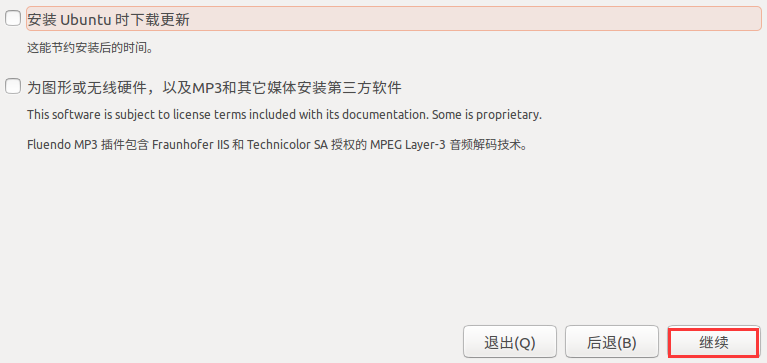 安装 Ubuntu 时下载更新
这能节约安装后的时间。
为图形或无线硬件，以及MP3和其它媒体安装第三方软件
This software is subject to license terms included with its documentation. Some is proprietary.
Fluendo MP3 插件包含 Fraunhofer IIS 和 Technicolor SA 授权的 MPEG Layer-3 音频解码技术。
退出(Q) 后退(B) 继续